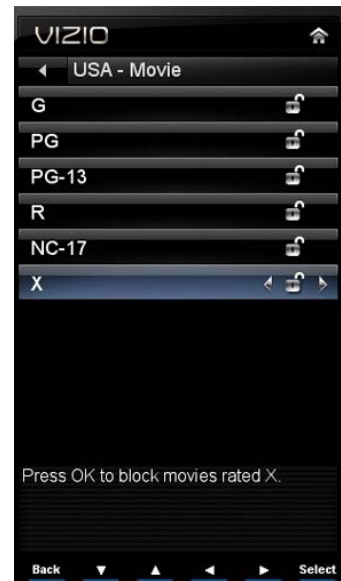 VIZIO
USA - Movie
G
PG
PG-13
R
NC-17
X
Press OK to block movies rated X.
Back Select